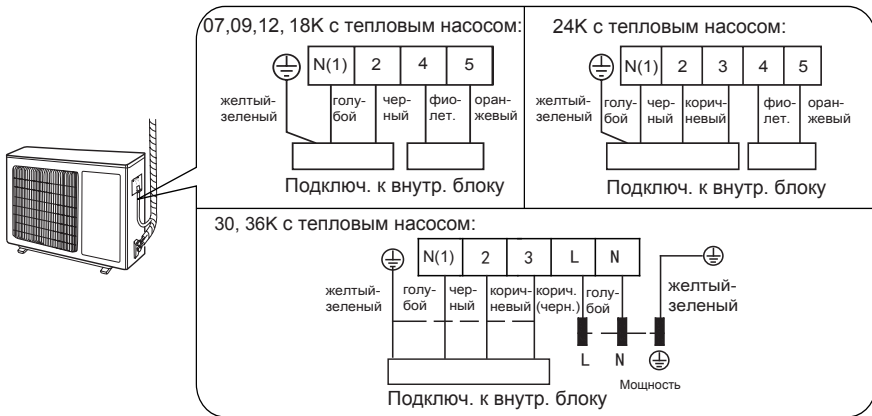 07,09,12, 18K с тепловым насосом:
N(1) 2 4 5
желтый-
зеленый
голу-
бой
чер-
ный
фио-
лет.
оран-
жевый
Подключ. к внутр. блоку
24K с тепловым насосом:
N(1) 2 3 4 5
желтый-
зеленый
голу-
бой
чер-
ный
корич-
невый
фио-
лет.
оран-
жевый
Подключ. к внутр. блоку
30, 36K с тепловым насосом:
N(1) 2 3 L N
желтый-
зеленый
голу-
бой
чер-
ный
корич-
невый
корич.
(черн.)
голу-
бой
желтый-
зеленый
L N
Мощность
Подключ. к внутр. блоку